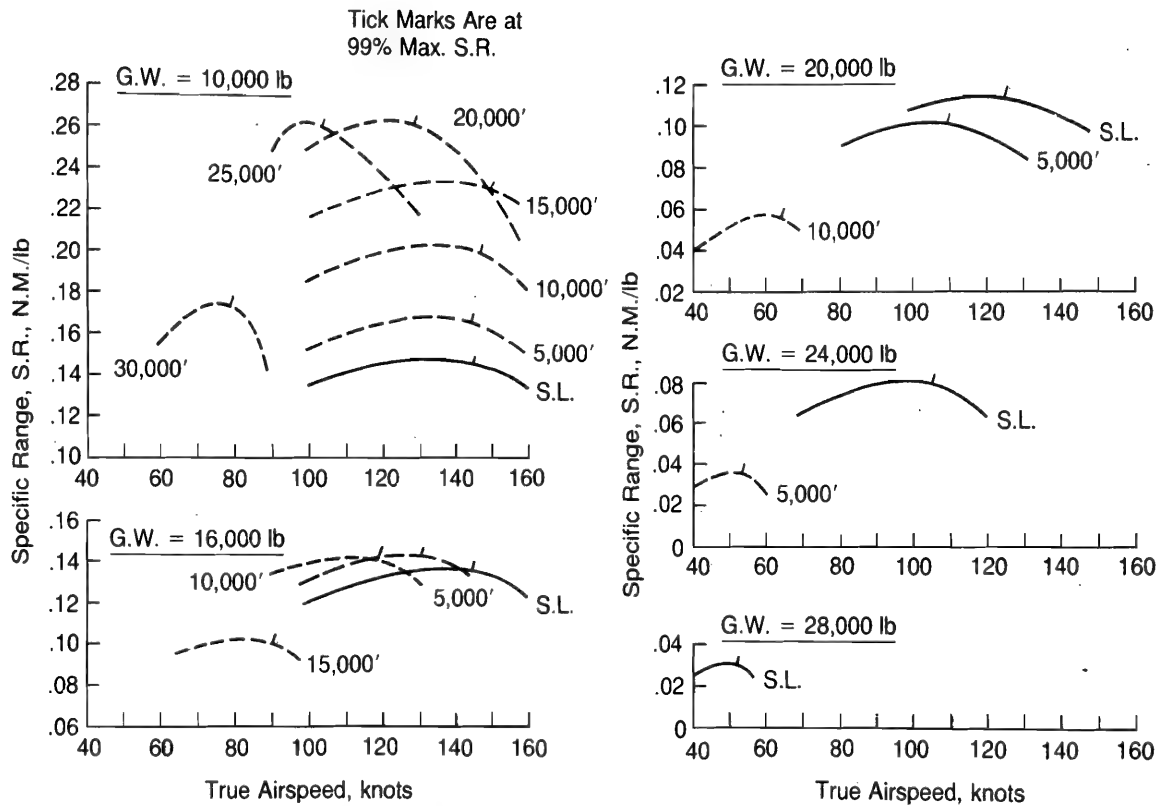 Tick Marks Are at
99% Max. S.R.
G.W. = 10,000 lb
.28
.26
.24
.22
.20
.18
.16
.14
.12
.10
25,000′
20,000′
15,000′
10,000′
5,000′
S.L.
30,000′
40 60 80 100 120 140 160
G.W. = 16,000 lb
.16
.14
.12
.10
.08
.06
10,000′
5,000′
S.L.
15,000′
40 60 80 100 120 140 160
Specific Range, S.R., N.M./lb
True Airspeed, knots
G.W. = 20,000 lb
.12
.10
.08
.06
.04
.02
S.L.
5,000′
10,000′
40 60 80 100 120 140 160
G.W. = 24,000 lb
.08
.06
.04
.02
0
S.L.
5,000′
40 60 80 100 120 140 160
G.W. = 28,000 lb
.04
.02
0
S.L.
40 60 80 100 120 140 160
Specific Range, S.R., N.M./lb
True Airspeed, knots